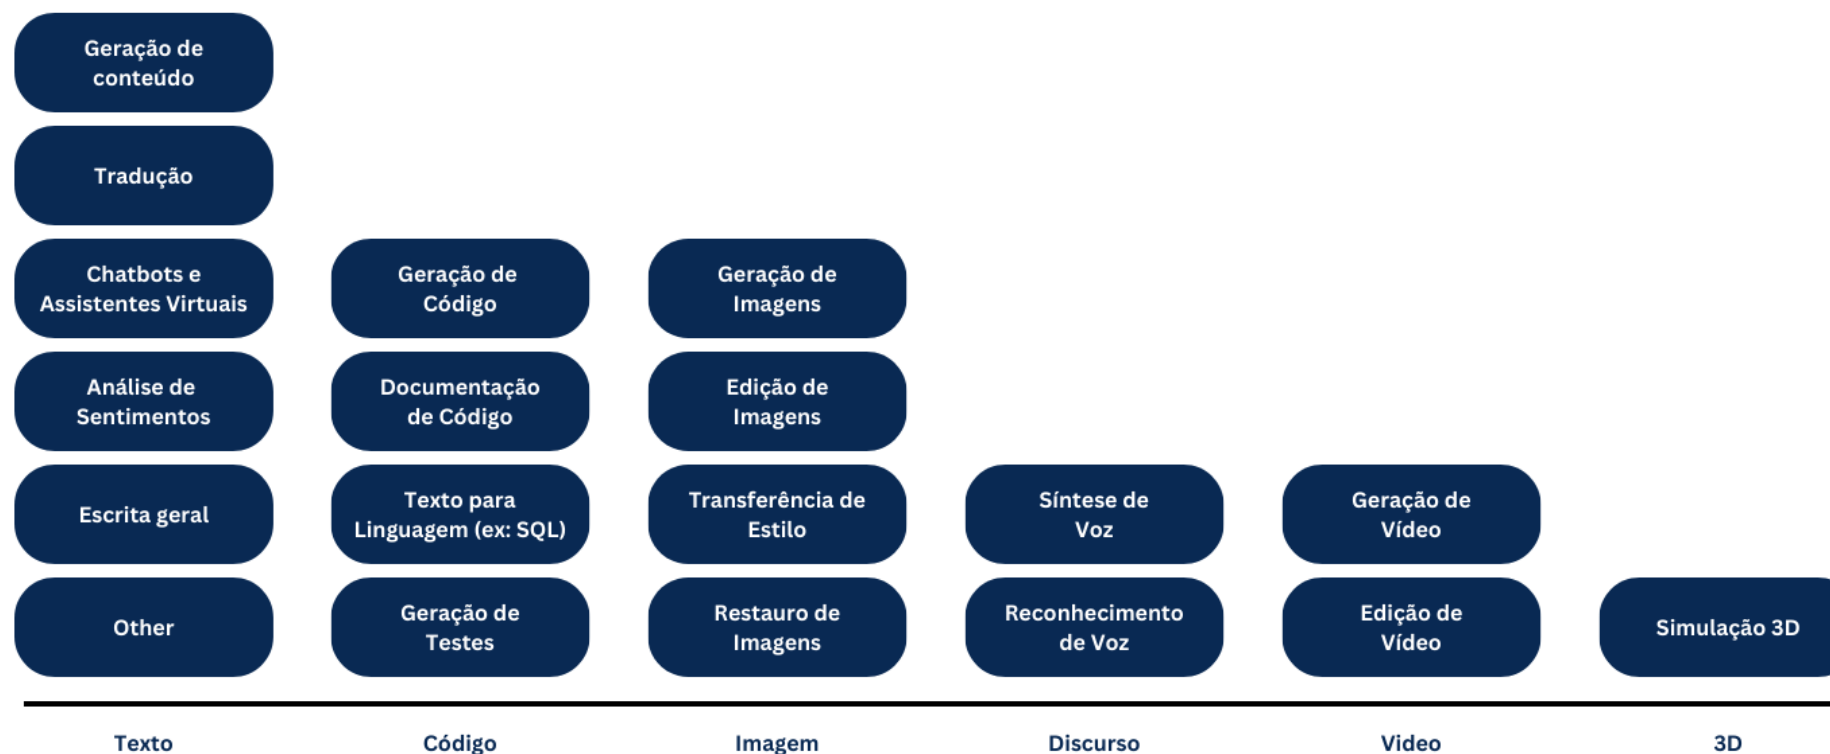 Geração de
conteúdo
Tradução
Chatbots e
Assistentes Virtuais
Análise de
Sentimentos
Escrita geral
Other
Texto
Geração de
Código
Documentação
de Código
Texto para
Linguagem (ex: SQL)
Geração de
Testes
Código
Geração de
Imagens
Edição de
Imagens
Transferência de
Estilo
Restauro de
Imagens
Imagem
Síntese de
Voz
Reconhecimento
de Voz
Discurso
Geração de
Vídeo
Edição de
Vídeo
Video
Simulação 3D
3D